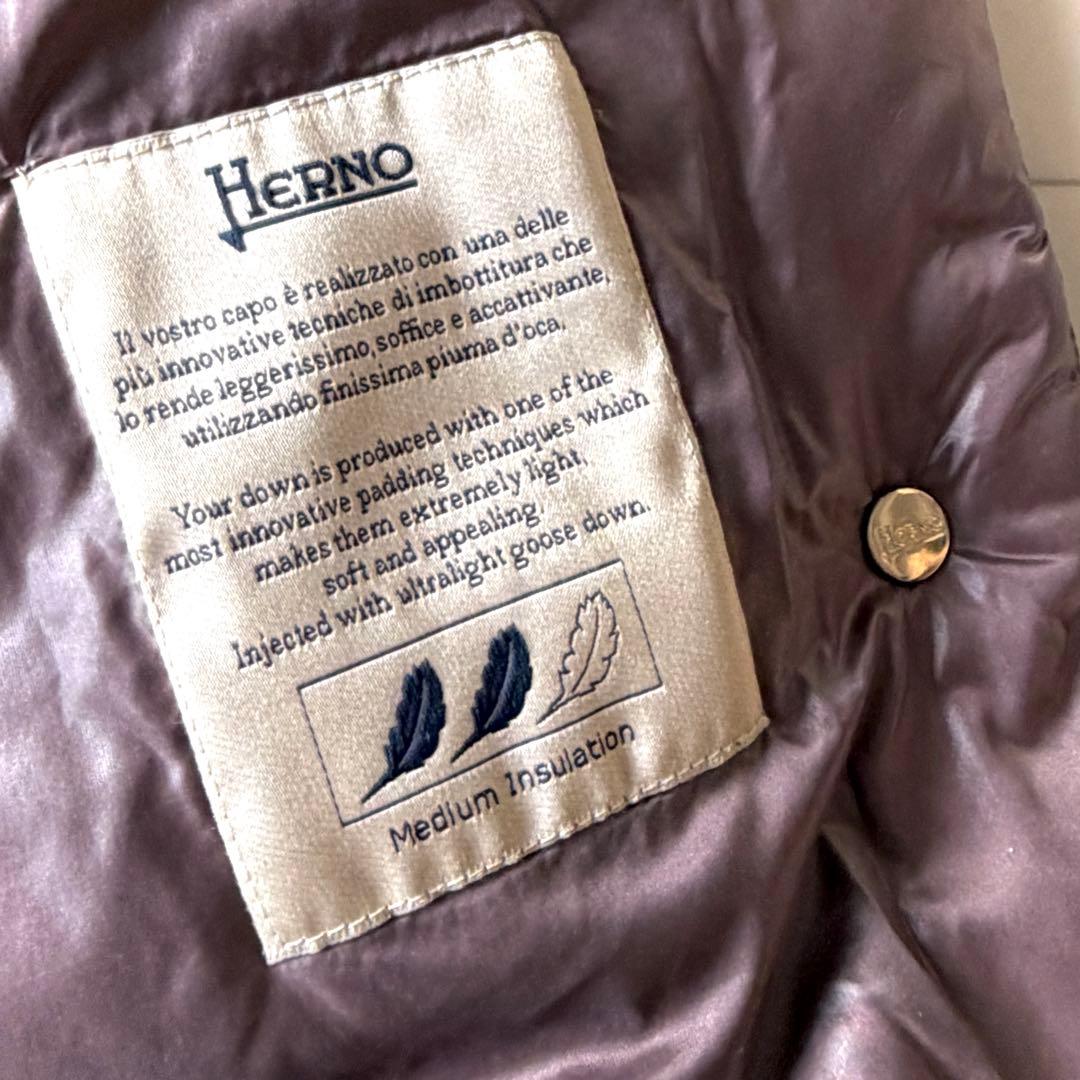 HERNO
Il vostro capo è realizzato con una delle
più innovative tecniche di imbottitura che
lo rende leggerissimo, soffice e accattivante,
utilizzando finissima piuma d'oca.
Your down is produced with one of the
most innovative padding techniques which
makes them extremely light,
soft and appealing.
Injected with ultralight goose down.
Medium Insulation
HERNO